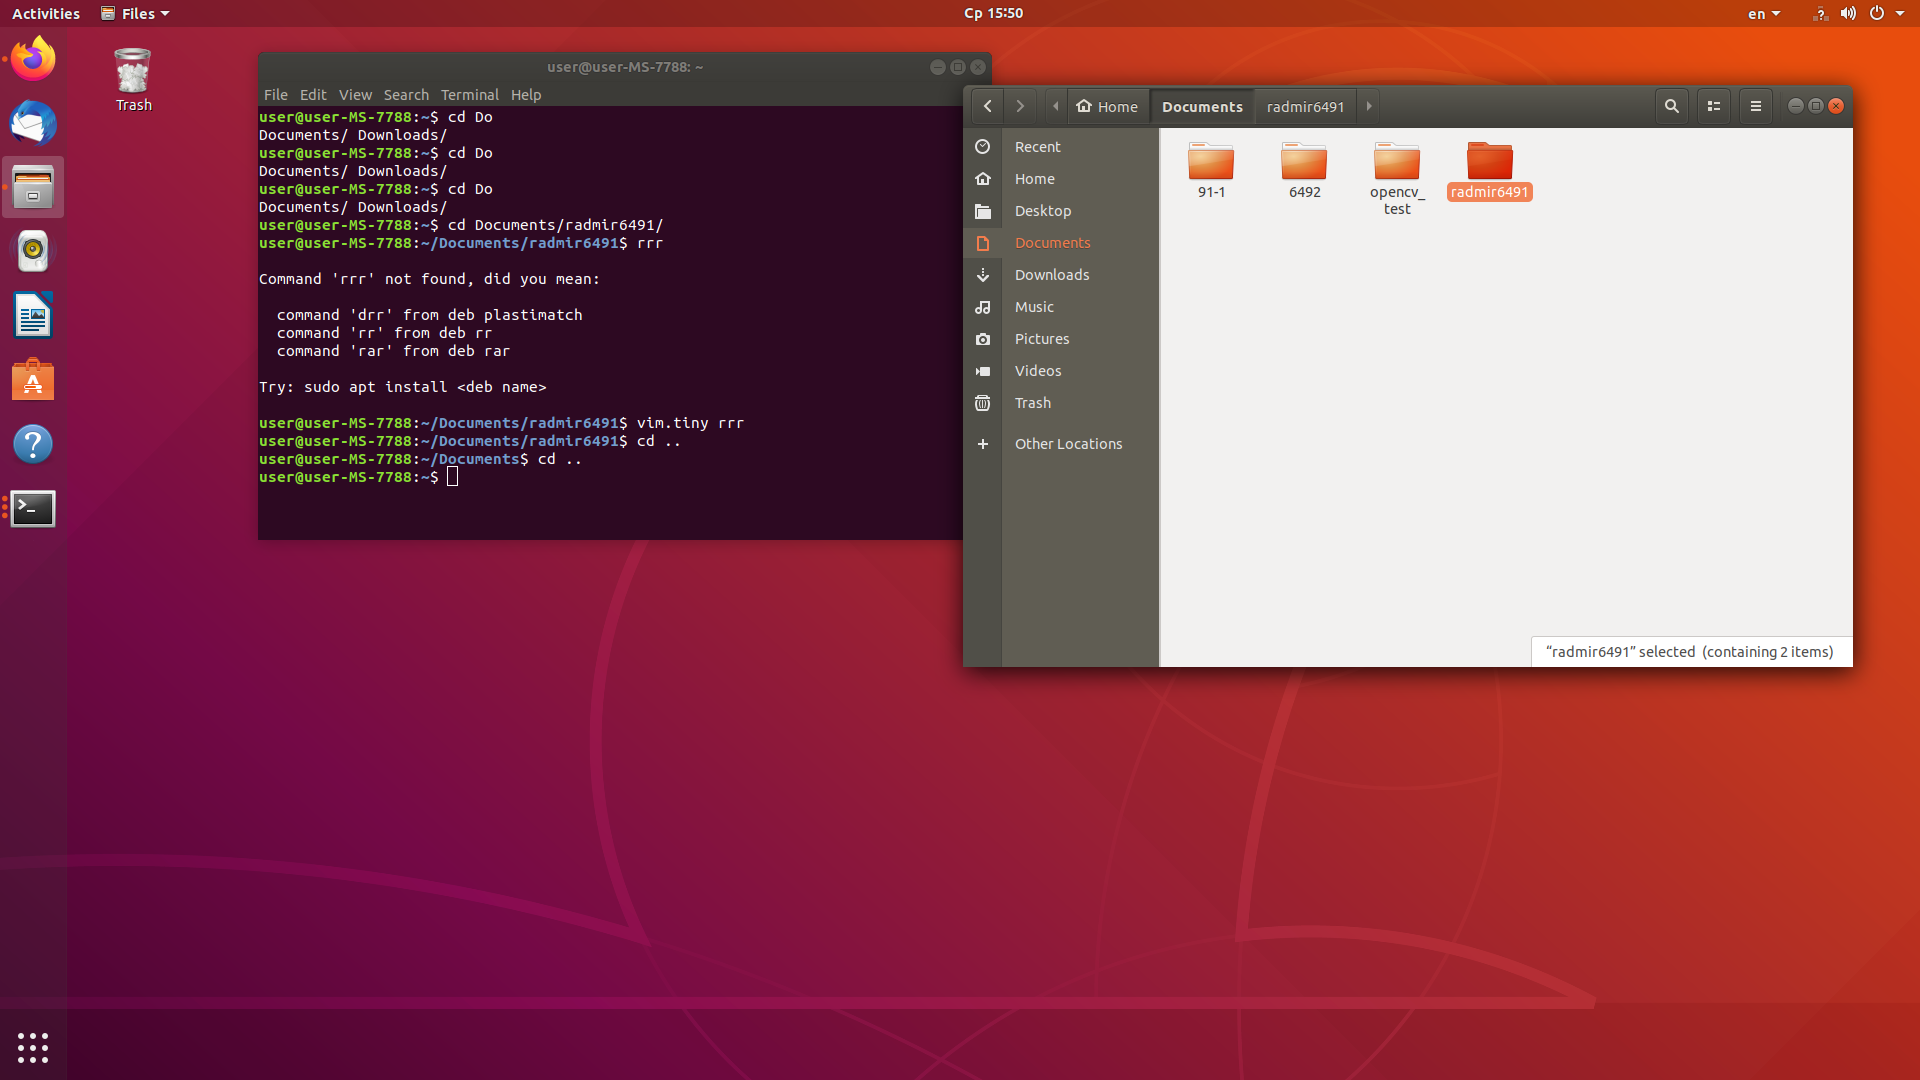 Activities
Files
Ср 15:50
en
Trash
user@user-MS-7788: ~
File Edit View Search Terminal Help
user@user-MS-7788:~$ cd Do
Documents/ Downloads/
user@user-MS-7788:~$ cd Do
Documents/ Downloads/
user@user-MS-7788:~$ cd Do
Documents/ Downloads/
user@user-MS-7788:~$ cd Documents/radmir6491/
user@user-MS-7788:~/Documents/radmir6491$ rrr
Command 'rrr' not found, did you mean:
command 'drr' from deb plastimatch
command 'rr' from deb rr
command 'rar' from deb rar
Try: sudo apt install <deb name>
user@user-MS-7788:~/Documents/radmir6491$ vim.tiny rrr
user@user-MS-7788:~/Documents/radmir6491$ cd ..
user@user-MS-7788:~/Documents$ cd ..
user@user-MS-7788:~$
Home
Documents
radmir6491
Recent
Home
Desktop
Documents
Downloads
Music
Pictures
Videos
Trash
Other Locations
91-1
6492
opencv_
test
radmir6491
“radmir6491” selected (containing 2 items)